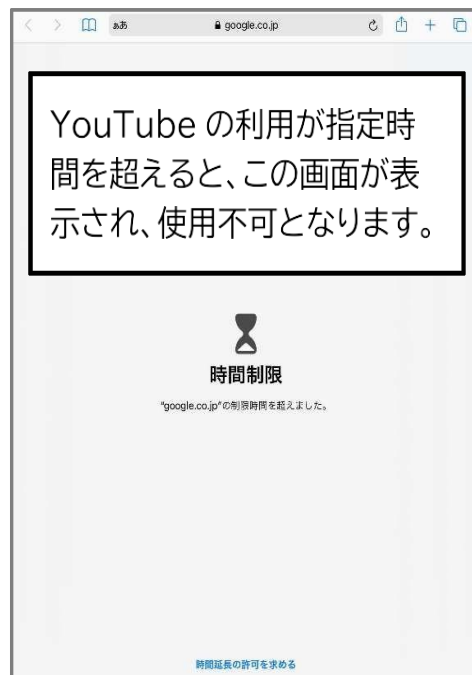 ぁあ google.co.jp
YouTube の利用が指定時
間を超えると、この画面が表
示され、使用不可となります。
時間制限
"google.co.jp"の制限時間を超えました。
時間延長の許可を求める